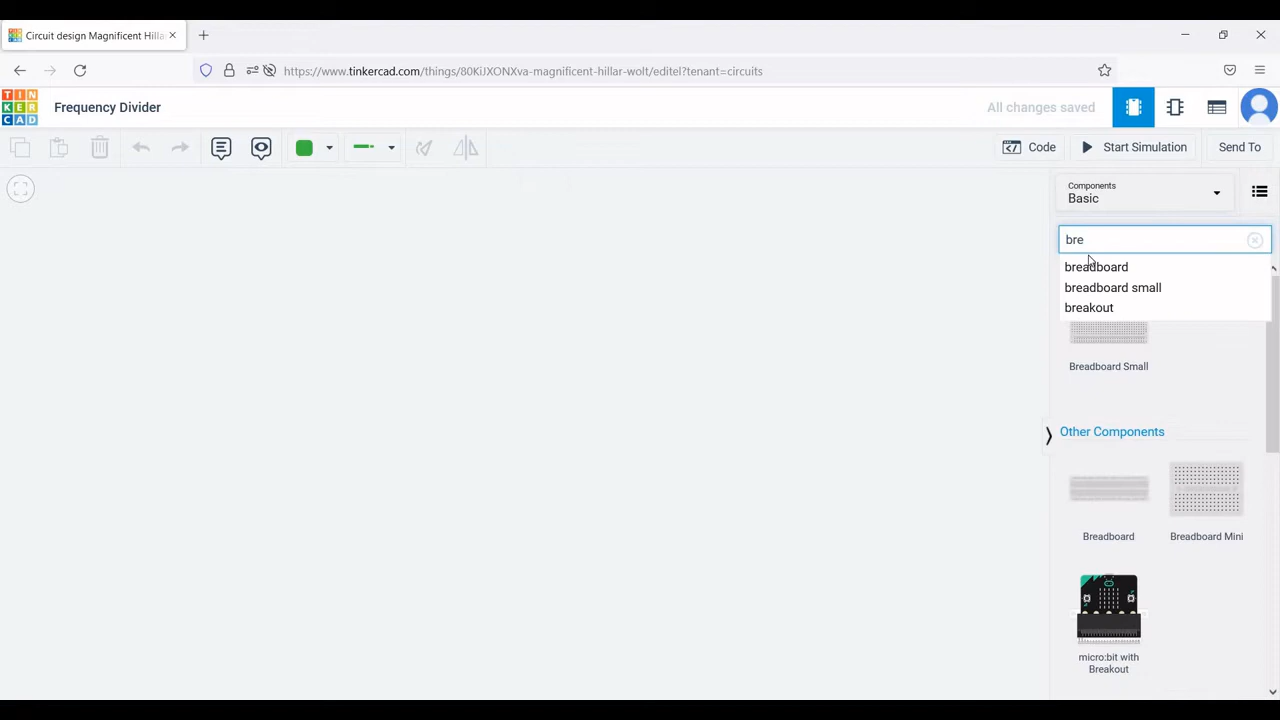 Circuit design Magnificent Hilla
https://www.tinkercad.com/things/80KiJXONXva-magnificent-hillar-wolt/editel?tenant=circuits
TIN
KER
CAD
Frequency Divider
All changes saved
Code
Start Simulation
Send To
Components
Basic
bre
breadboard
breadboard small
breakout
Breadboard Small
Other Components
Breadboard
Breadboard Mini
micro:bit with
Breakout